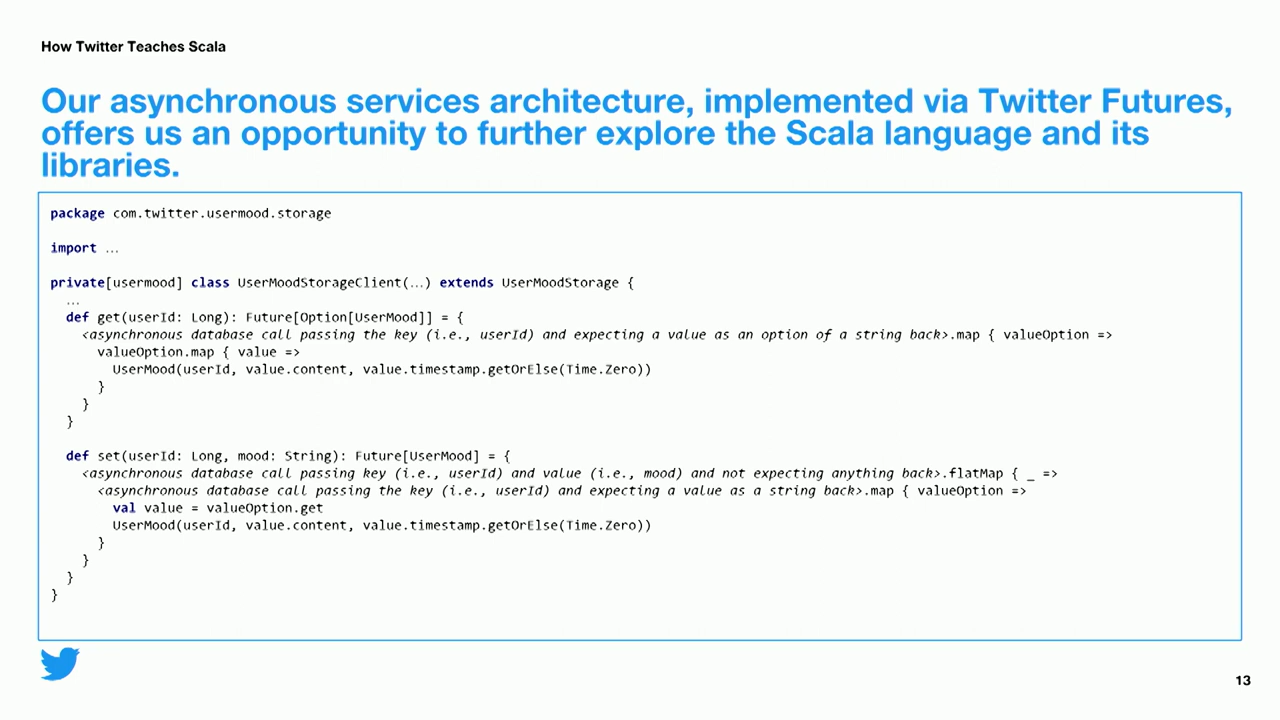 How Twitter Teaches Scala
Our asynchronous services architecture, implemented via Twitter Futures,
offers us an opportunity to further explore the Scala language and its
libraries.
package com.twitter.usermood.storage
import …
private[usermood] class UserMoodStorageClient(…) extends UserMoodStorage {
…
def get(userId: Long): Future[Option[UserMood]] = {
<asynchronous database call passing the key (i.e., userId) and expecting a value as an option of a string back>.map { valueOption =>
valueOption.map { value =>
UserMood(userId, value.content, value.timestamp.getOrElse(Time.Zero))
}
}
}
def set(userId: Long, mood: String): Future[UserMood] = {
<asynchronous database call passing key (i.e., userId) and value (i.e., mood) and not expecting anything back>.flatMap { _ =>
<asynchronous database call passing the key (i.e., userId) and expecting a value as a string back>.map { valueOption =>
val value = valueOption.get
UserMood(userId, value.content, value.timestamp.getOrElse(Time.Zero))
}
}
}
}
13